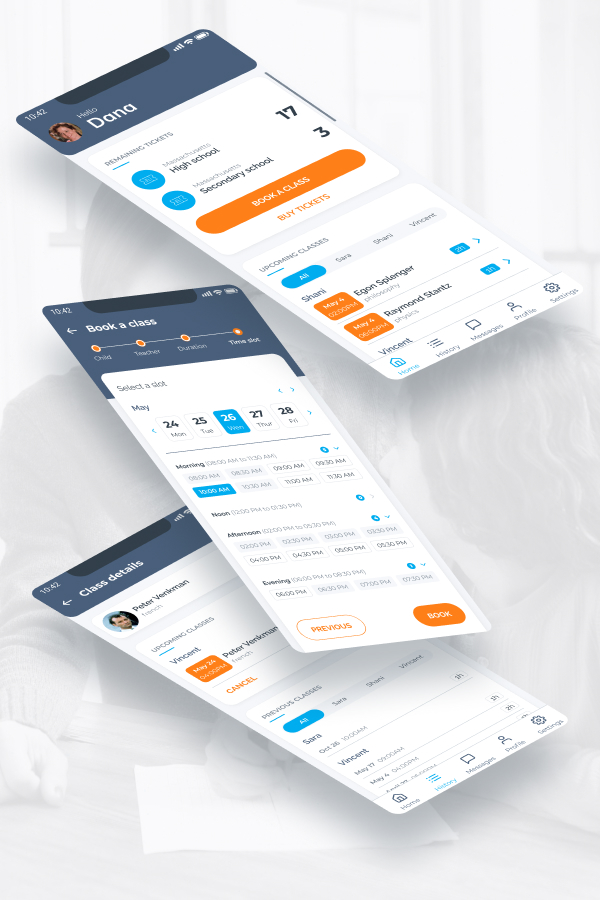 10:42
Hello
Dana
REMAINING TICKETS
Massachusetts
High school
17
Massachusetts
Secondary school
3
BOOK A CLASS
BUY TICKETS
UPCOMING CLASSES
All
Sara
Shani
Vincent
Shani
May 4
02:00PM
Egon Splenger
philosophy
2h
May 4
06:00PM
Raymond Stantz
physics
1h
Vincent
Home
History
Messages
Profile
Settings
10:42
Book a class
Child
Teacher
Duration
Time slot
Select a slot
May
24
Mon
25
Tue
26
Wen
27
Thur
28
Fri
Morning (08:00 AM to 11:30 AM)
08:00 AM
08:30 AM
09:00 AM
09:30 AM
10:00 AM
10:30 AM
11:00 AM
11:30 AM
Noon (12:00 PM to 01:30 PM)
Afternoon (02:00 PM to 05:30 PM)
02:00 PM
02:30 PM
03:00 PM
03:30 PM
04:00 PM
04:30 PM
05:00 PM
05:30 PM
Evening (06:00 PM to 08:30 PM)
06:00 PM
06:30 PM
07:00 PM
07:30 PM
PREVIOUS
BOOK
10:42
Class details
Peter Venkman
french
UPCOMING CLASSES
Vincent
May 24
04:00PM
Peter Venkman
french
CANCEL
PREVIOUS CLASSES
All
Sara
Shani
Vincent
Sara
Oct 26 10:00AM
1h
Vincent
May 17 09:00AM
1h
May 4 04:00PM
2h
Home
History
Messages
Profile
Settings